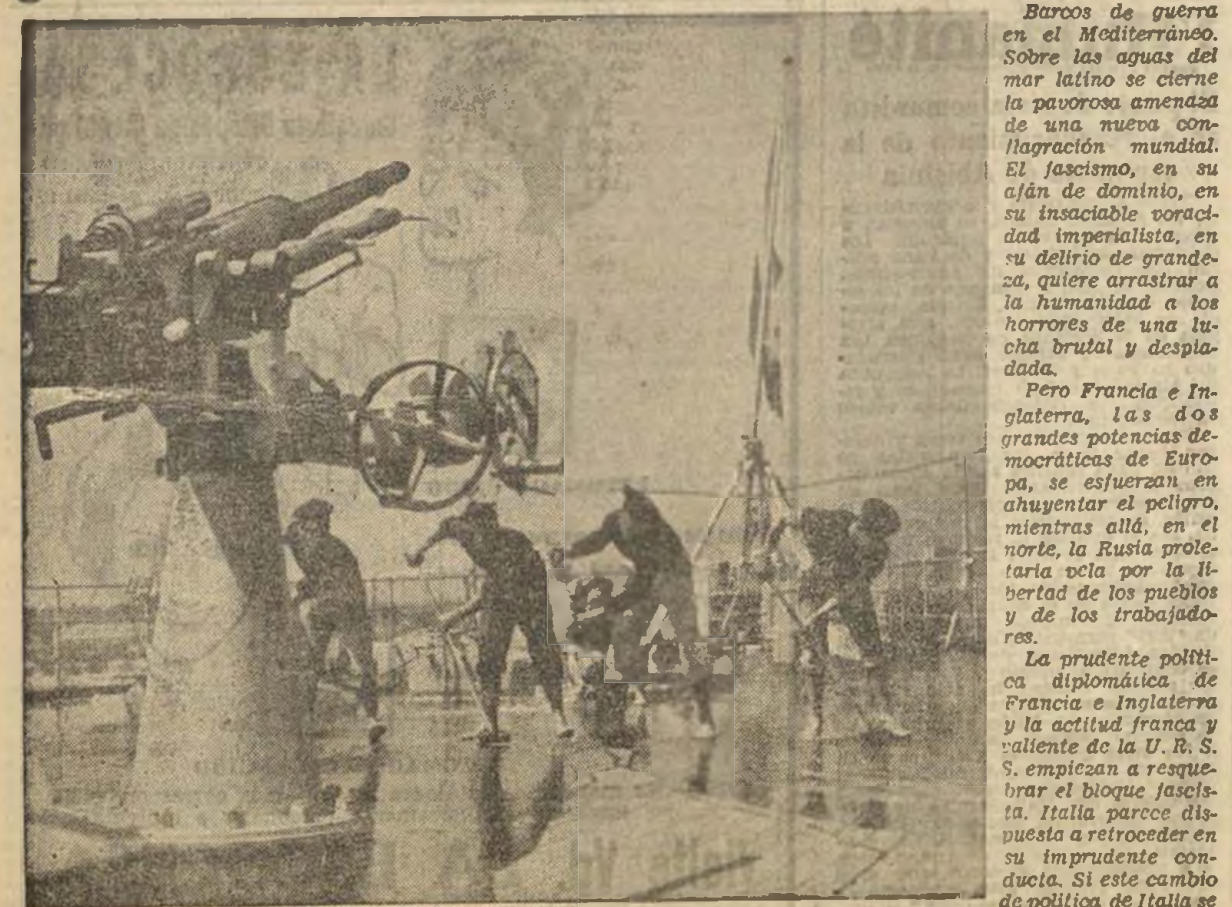 Barcos de guerra
en el Mediterráneo.
Sobre las aguas del
mar latino se cierne
la pavorosa amenaza
de una nueva con-
flagración mundial.
El fascismo, en su
afán de dominio, en
su insaciable voraci-
dad imperialista, en
su delirio de grande-
za, quiere arrastrar a
la humanidad a los
horrores de una lu-
cha brutal y despia-
dada.
Pero Francia e In-
glaterra, las dos
grandes potencias de-
mocráticas de Euro-
pa, se esfuerzan en
ahuyentar el peligro,
mientras allá, en el
norte, la Rusia prole-
taria vela por la li-
bertad de los pueblos
y de los trabajado-
res.
La prudente políti-
ca diplomática de
Francia e Inglaterra
y la actitud franca y
valiente de la U. R. S.
S. empiezan a resque-
brar el bloque fascis-
ta. Italia parece dis-
puesta a retroceder en
su imprudente con-
ducta. Si este cambio
de política de Italia se